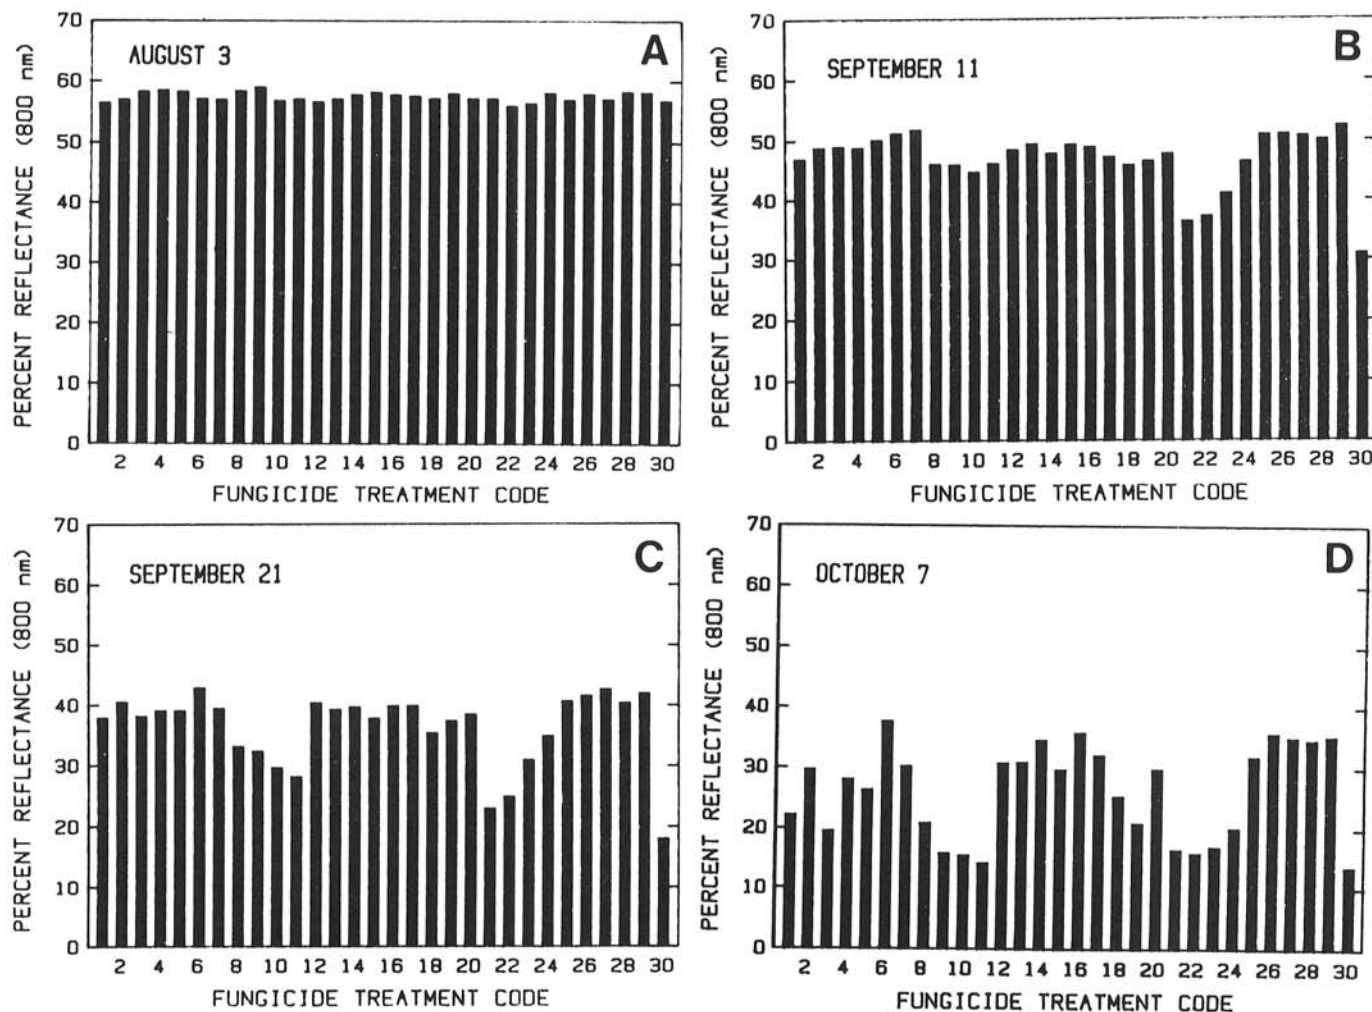 A
AUGUST 3
PERCENT REFLECTANCE (800 nm)
70
60
50
40
30
20
10
0
2 4 6 8 10 12 14 16 18 20 22 24 26 28 30
FUNGICIDE TREATMENT CODE
B
SEPTEMBER 11
PERCENT REFLECTANCE (800 nm)
70
60
50
40
30
20
10
0
2 4 6 8 10 12 14 16 18 20 22 24 26 28 30
FUNGICIDE TREATMENT CODE
C
SEPTEMBER 21
PERCENT REFLECTANCE (800 nm)
70
60
50
40
30
20
10
0
2 4 6 8 10 12 14 16 18 20 22 24 26 28 30
FUNGICIDE TREATMENT CODE
D
OCTOBER 7
PERCENT REFLECTANCE (800 nm)
70
60
50
40
30
20
10
0
2 4 6 8 10 12 14 16 18 20 22 24 26 28 30
FUNGICIDE TREATMENT CODE